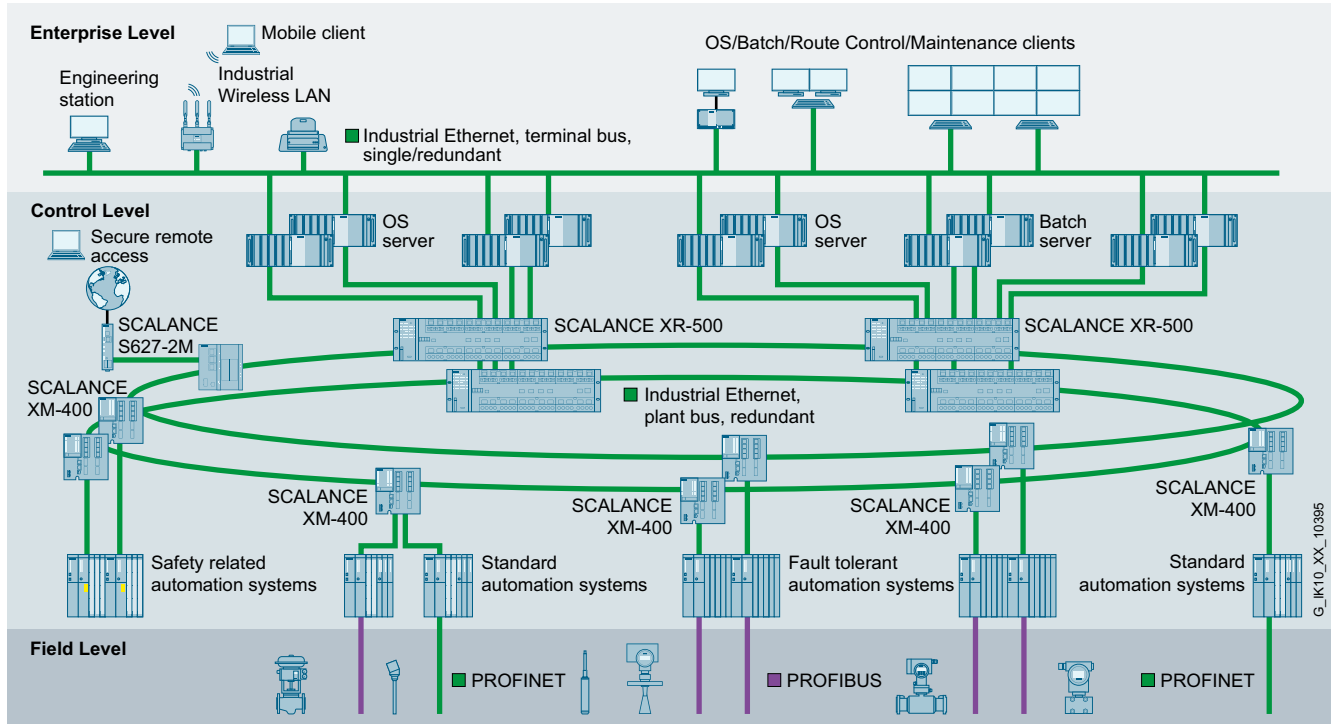 Enterprise Level
Mobile client
OS/Batch/Route Control/Maintenance clients
Engineering
station
Industrial
Wireless LAN
Industrial Ethernet, terminal bus,
single/redundant
Control Level
Secure remote
access
OS
server
OS
server
Batch
server
SCALANCE
S627-2M
SCALANCE XR-500
SCALANCE XR-500
SCALANCE
XM-400
Industrial Ethernet,
plant bus, redundant
SCALANCE
XM-400
SCALANCE
XM-400
SCALANCE
XM-400
SCALANCE
XM-400
Safety related
automation systems
Standard
automation systems
Fault tolerant
automation systems
Standard
automation systems
G_IK10_XX_10395
Field Level
PROFINET
PROFIBUS
PROFINET